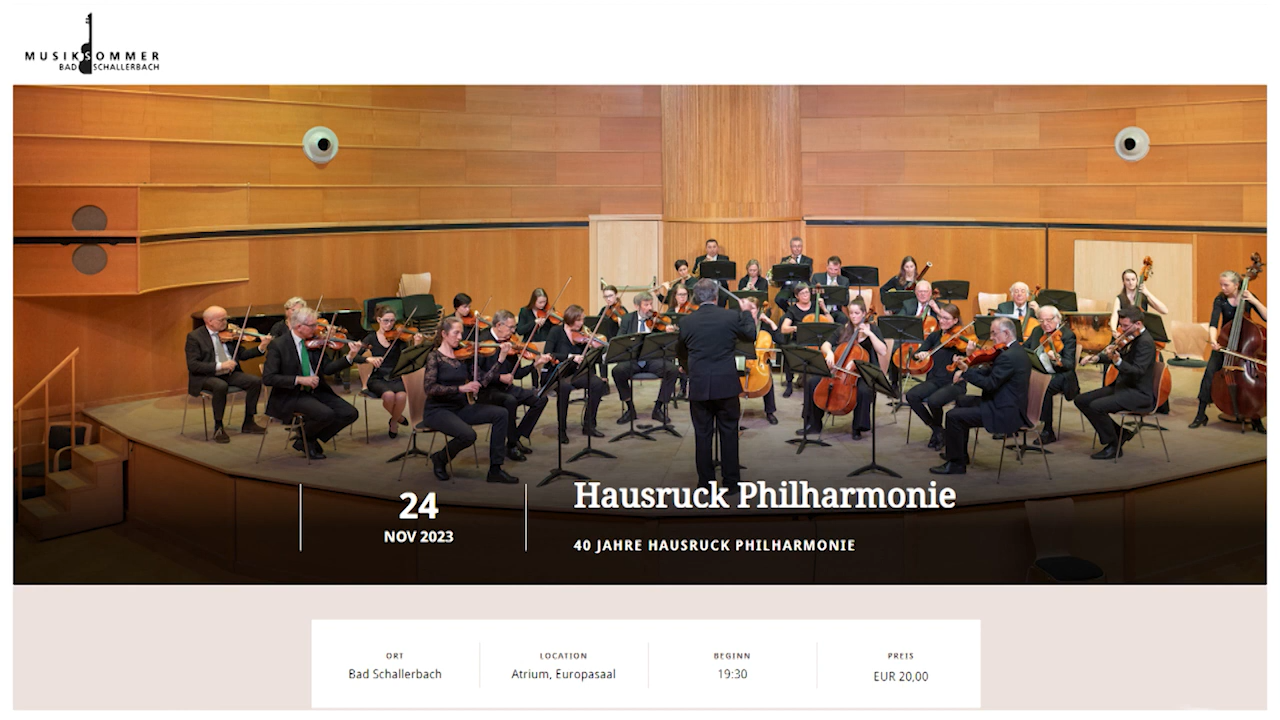 MUSIKSOMMER
BAD SCHALLERBACH
24
NOV 2023
Hausruck Philharmonie
40 JAHRE HAUSRUCK PHILHARMONIE
ORT
Bad Schallerbach
LOCATION
Atrium, Europasaal
BEGINN
19:30
PREIS
EUR 20,00